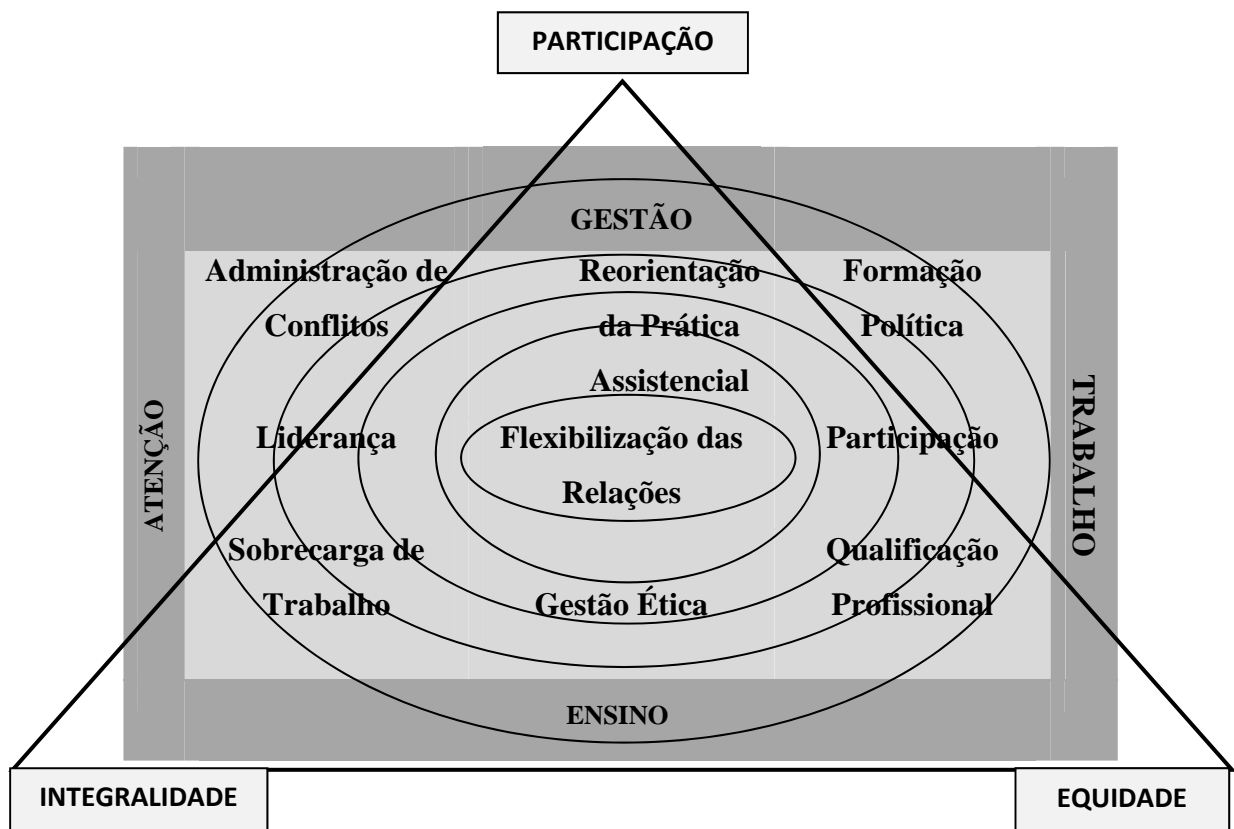 PARTICIPAÇÃO
GESTÃO
Administração de
Conflitos
Reorientação
da Prática
Assistencial
Formação
Política
ATENÇÃO
Liderança
Flexibilização das
Relações
Participação
TRABALHO
Sobrecarga de
Trabalho
Gestão Ética
Qualificação
Profissional
ENSINO
INTEGRALIDADE
EQUIDADE